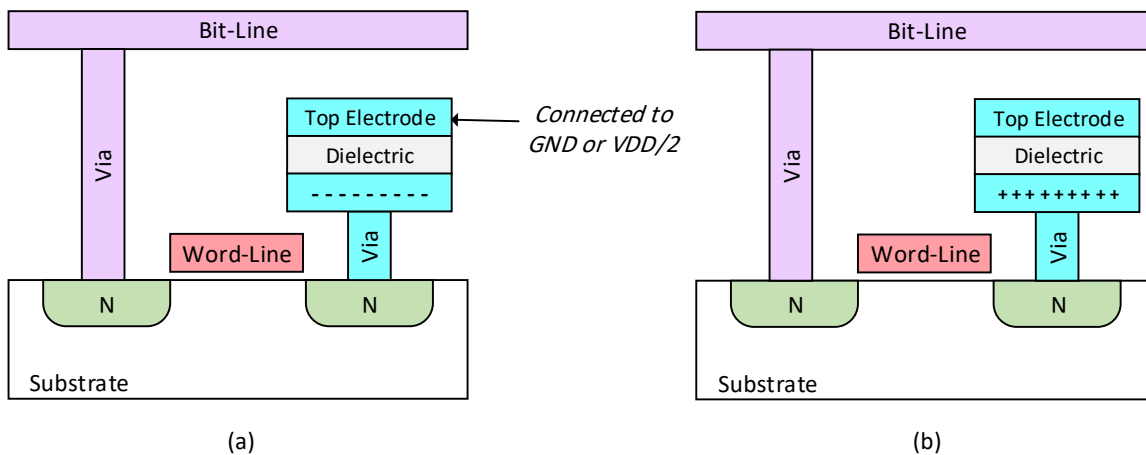 Bit-Line
Via
Top Electrode
Dielectric
- - - - - - - - -
Word-Line
Via
N
N
Substrate
(a)
Connected to
GND or VDD/2
Bit-Line
Via
Top Electrode
Dielectric
+++++++++
Word-Line
Via
N
N
Substrate
(b)